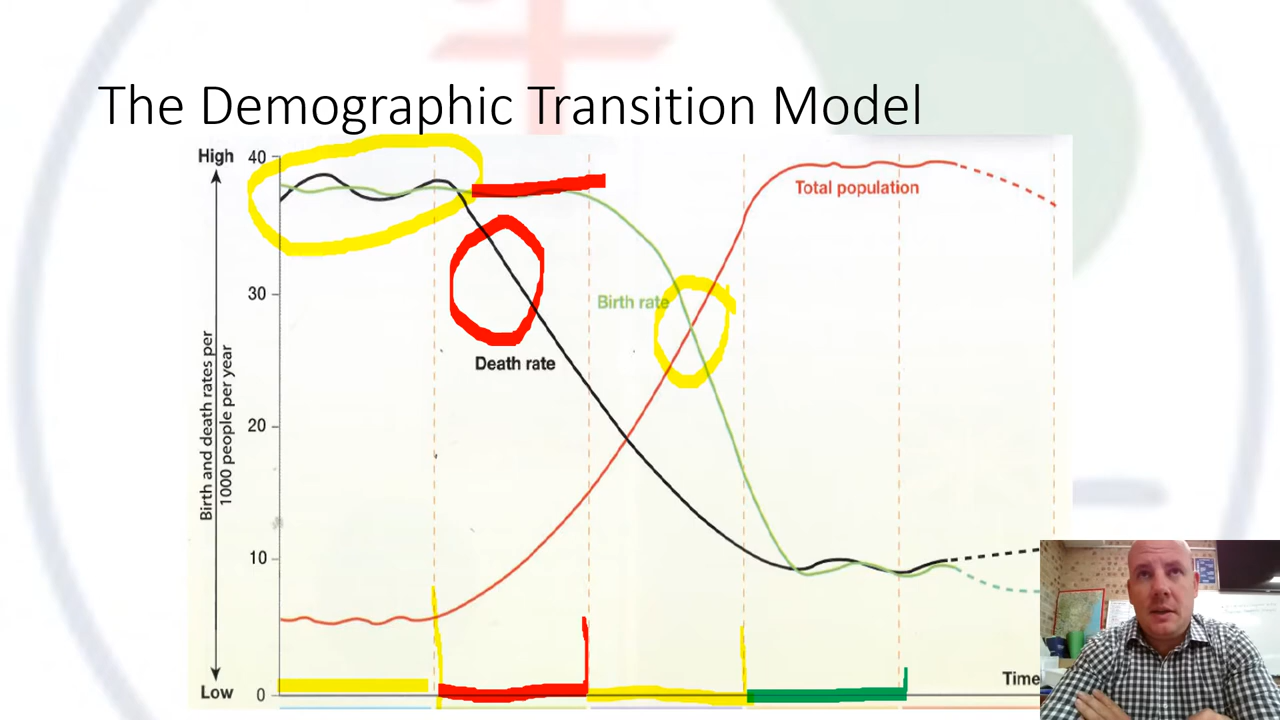 The Demographic Transition Model
High 40
Total population
30
Birth rate
Death rate
Birth and death rates per
1000 people per year
20
10
Time
Low 0